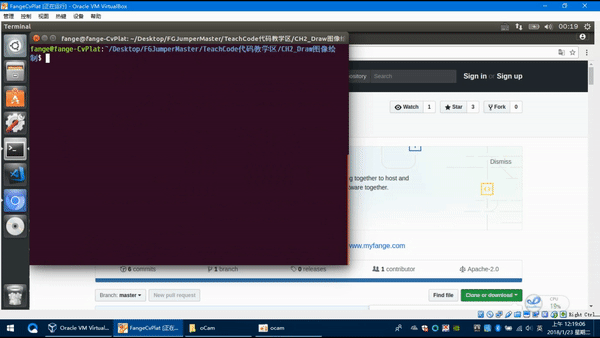 FangeCvPlat [正在运行] - Oracle VM VirtualBox
管理 控制 视图 热键 设备 帮助
Terminal
00:19
fange@fange-CvPlat: ~/Desktop/FGJumperMaster/TeachCode代码教学区/CH2_Draw图像绘
fange@fange-CvPlat:~/Desktop/FGJumperMaster/TeachCode代码教学区/CH2_Draw图像绘
制$
Search
Sign in or Sign up
Watch 1 Star 3 Fork 0
Dismiss
ng together to host and
ware together.
www.myfange.com
6 commits 1 branch 0 releases 1 contributor Apache-2.0
Branch: master New pull request Find file Clone or download
CPU
Right Ctrl
Oracle VM Virtual... FangeCvPlat [正在... oCam ocam
上午 12:19:06
2018/1/23 星期二